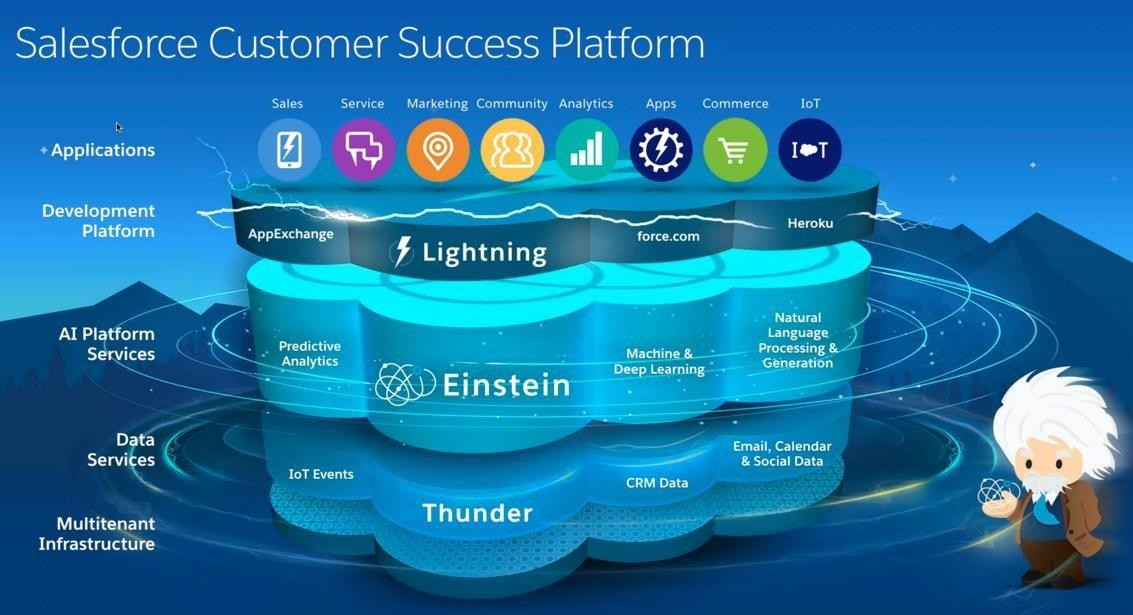 Salesforce Customer Success Platform
Sales
Service
Marketing
Community
Analytics
Apps
Commerce
IoT
Applications
I T
Development
Platform
AppExchange
Lightning
force.com
Heroku
AI Platform
Services
Predictive
Analytics
Einstein
Machine &
Deep Learning
Natural
Language
Processing &
Generation
Data
Services
IoT Events
Thunder
CRM Data
Email, Calendar
& Social Data
Multitenant
Infrastructure